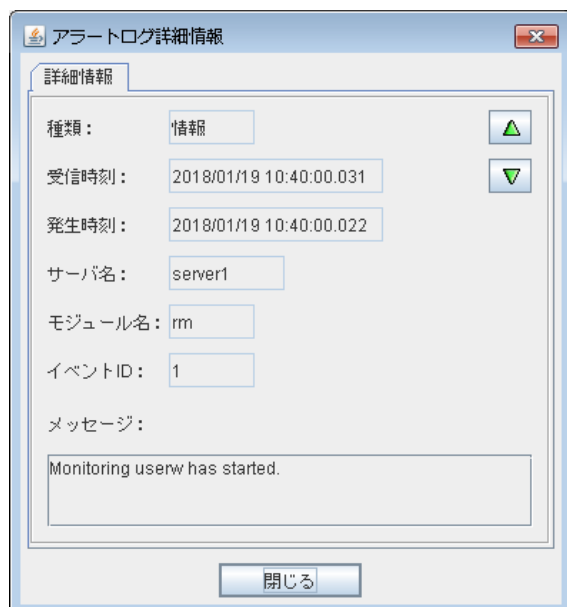 アラートログ詳細情報
詳細情報
種類： 情報
受信時刻： 2018/01/19 10:40:00.031
発生時刻： 2018/01/19 10:40:00.022
サーバ名： server1
モジュール名： rm
イベントID： 1
メッセージ：
Monitoring userw has started.
閉じる